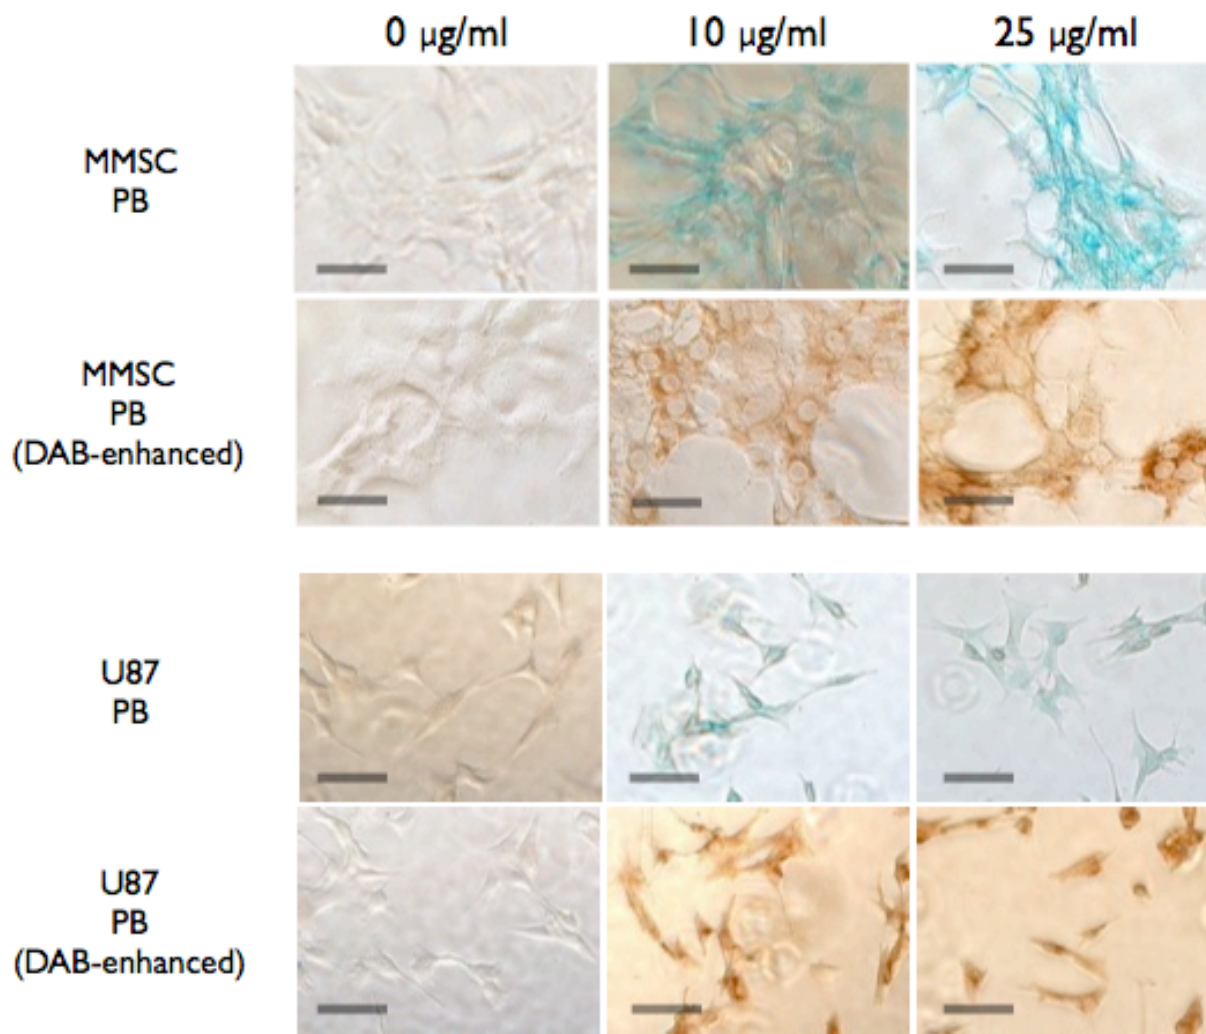 0 µg/ml 10 µg/ml 25 µg/ml
MMSC
PB
MMSC
PB
(DAB-enhanced)
U87
PB
U87
PB
(DAB-enhanced)